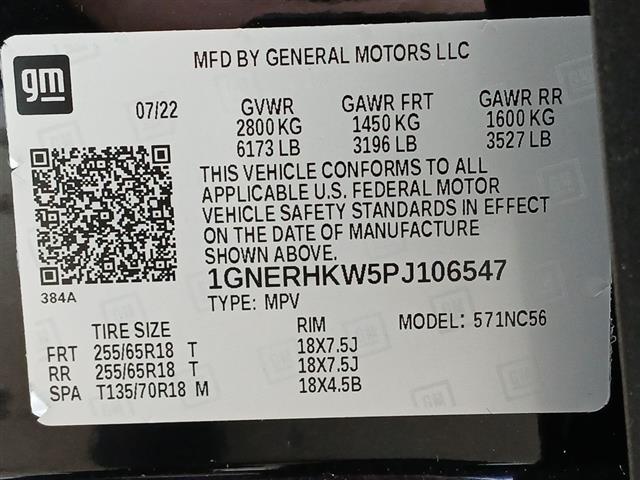 gm
MFD BY GENERAL MOTORS LLC
07/22 GVWR GAWR FRT GAWR RR
2800 KG 1450 KG 1600 KG
6173 LB 3196 LB 3527 LB
THIS VEHICLE CONFORMS TO ALL
APPLICABLE U.S. FEDERAL MOTOR
VEHICLE SAFETY STANDARDS IN EFFECT
ON THE DATE OF MANUFACTURE
SHOWN ABOVE.
1GNERHKW5PJ106547
384A
TYPE: MPV
TIRE SIZE RIM MODEL: 571NC56
FRT 255/65R18 T 18X7.5J
RR 255/65R18 T 18X7.5J
SPA T135/70R18 M 18X4.5B